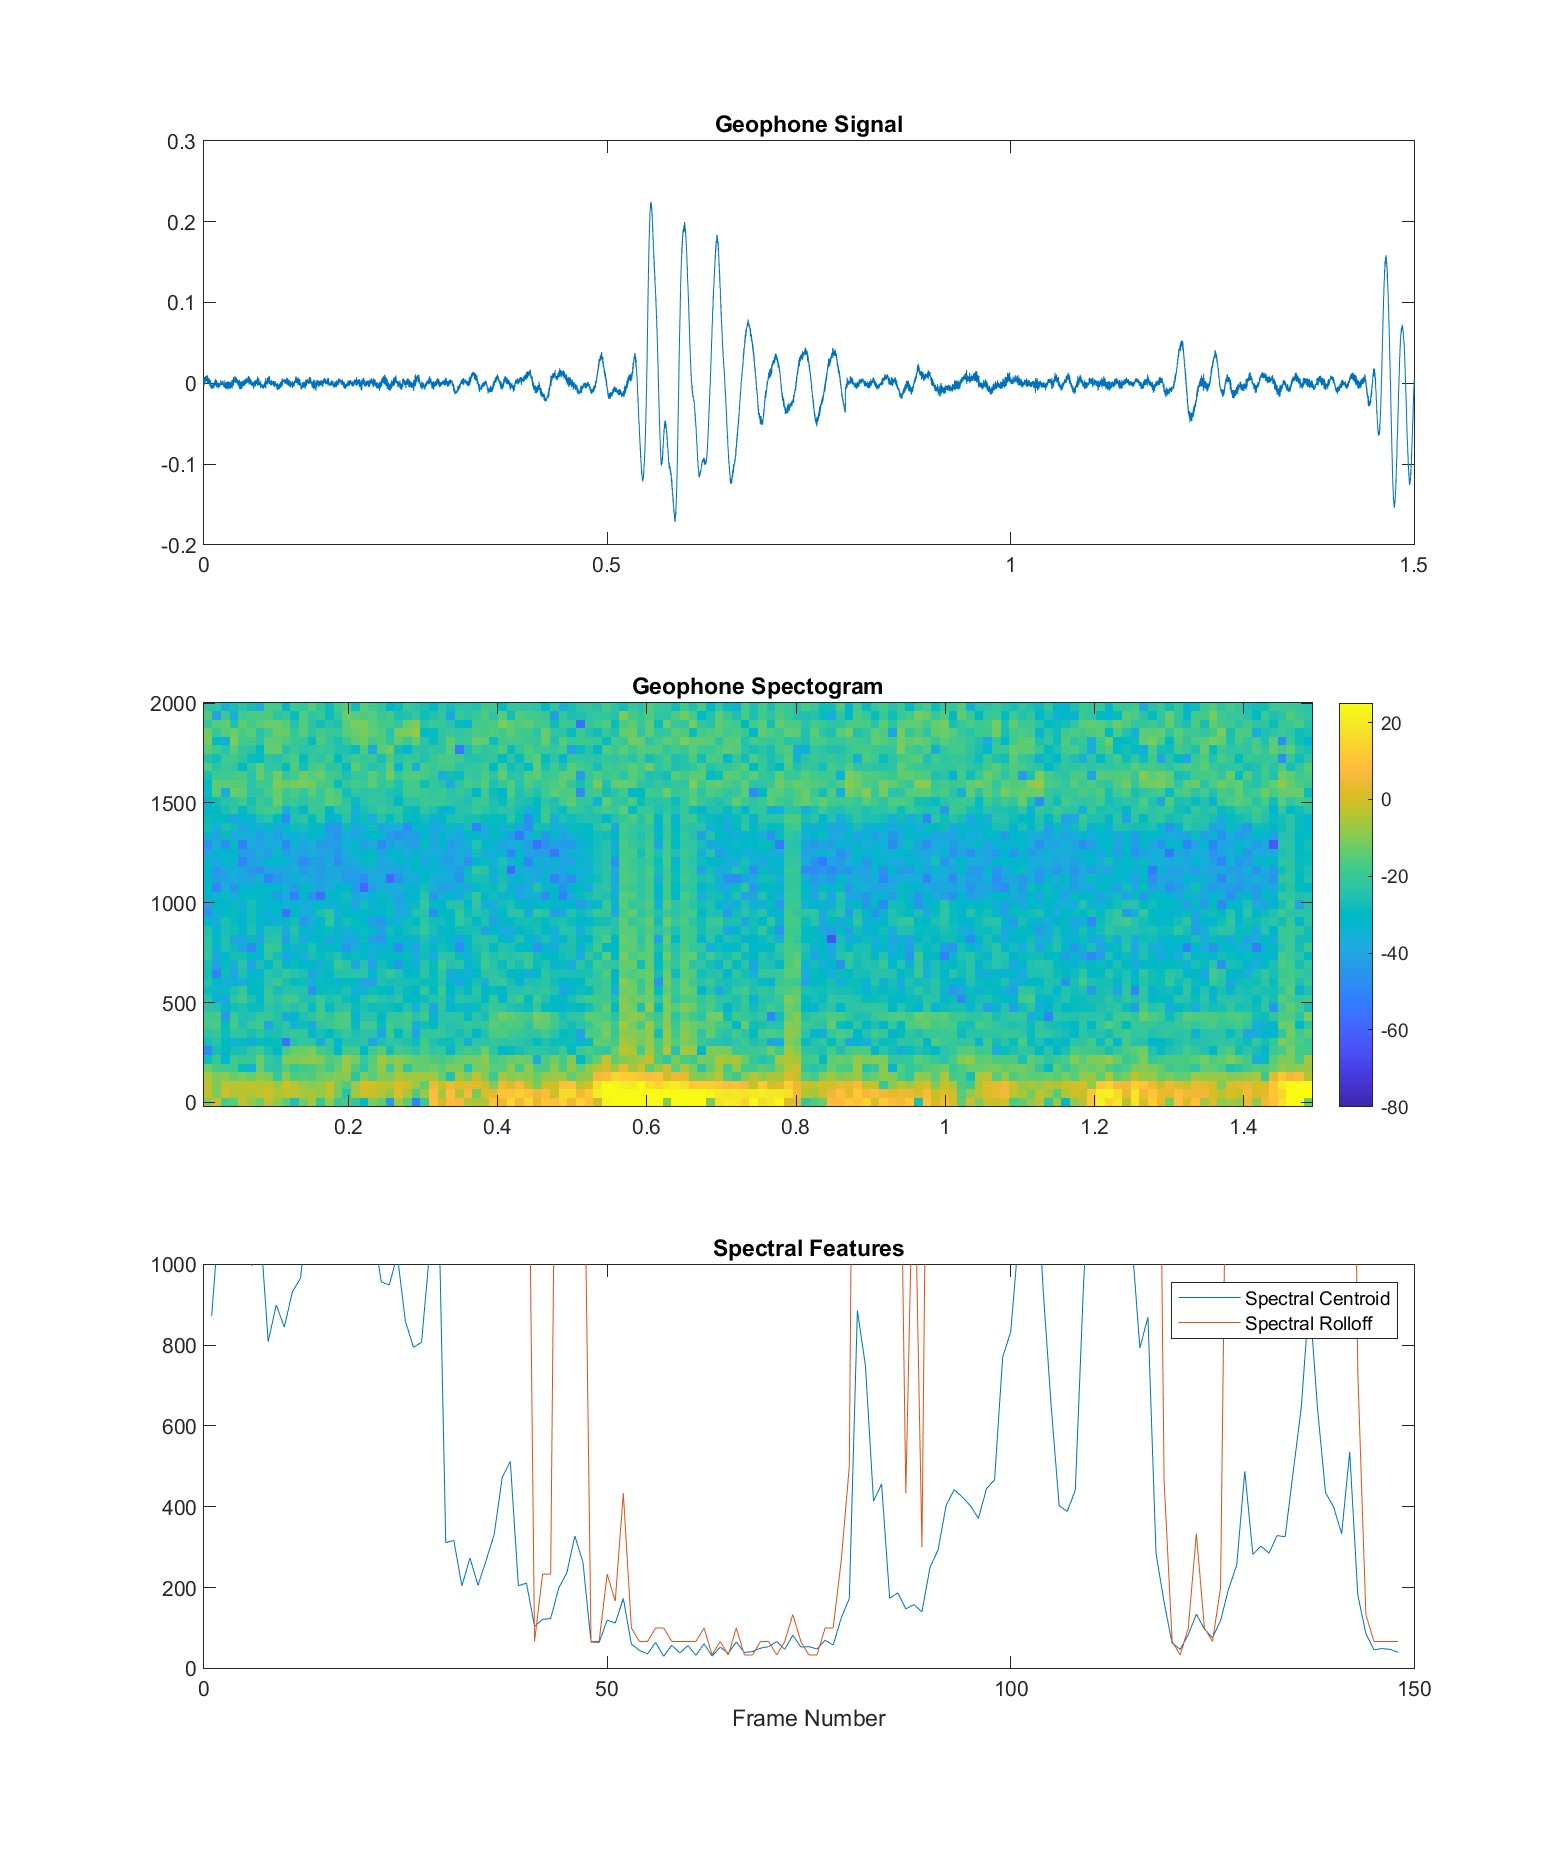 Geophone Signal
0.3
0.2
0.1
0
-0.1
-0.2
0 0.5 1 1.5
Geophone Spectogram
2000
1500
1000
500
0
20
0
-20
-40
-60
-80
0.2 0.4 0.6 0.8 1 1.2 1.4
Spectral Features
1000
800
600
400
200
0
Spectral Centroid
Spectral Rolloff
0 50 100 150
Frame Number